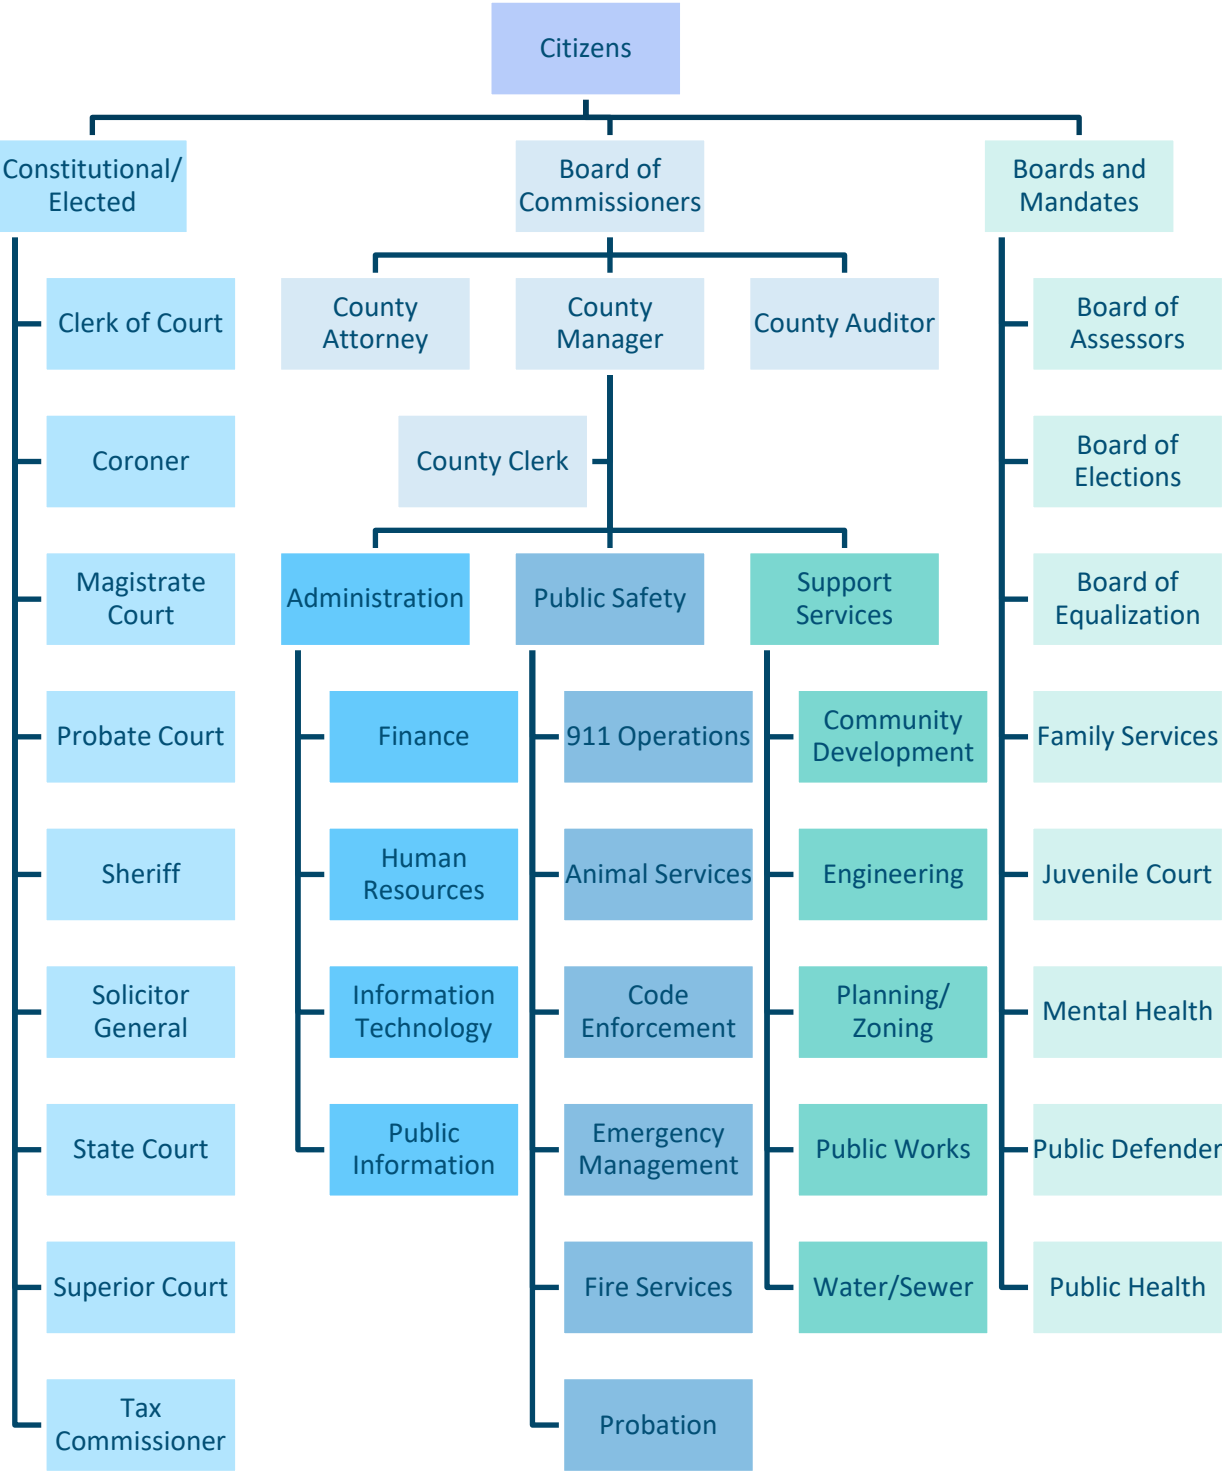 Citizens
Constitutional/
Elected
Board of
Commissioners
Boards and
Mandates
Clerk of Court
County
Attorney
County
Manager
County Auditor
Board of
Assessors
Coroner
County Clerk
Board of
Elections
Magistrate
Court
Administration
Public Safety
Support
Services
Board of
Equalization
Probate Court
Finance
911 Operations
Community
Development
Family Services
Sheriff
Human
Resources
Animal Services
Engineering
Juvenile Court
Solicitor
General
Information
Technology
Code
Enforcement
Planning/
Zoning
Mental Health
State Court
Public
Information
Emergency
Management
Public Works
Public Defender
Superior Court
Fire Services
Water/Sewer
Public Health
Tax
Commissioner
Probation